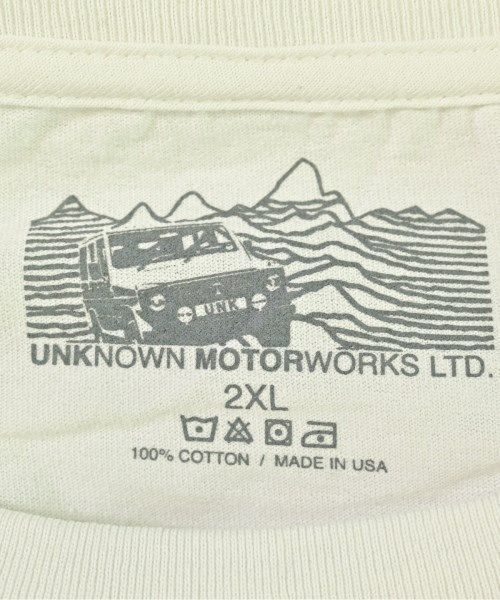 UNK
UNKNOWN MOTORWORKS LTD.
2XL
100% COTTON / MADE IN USA